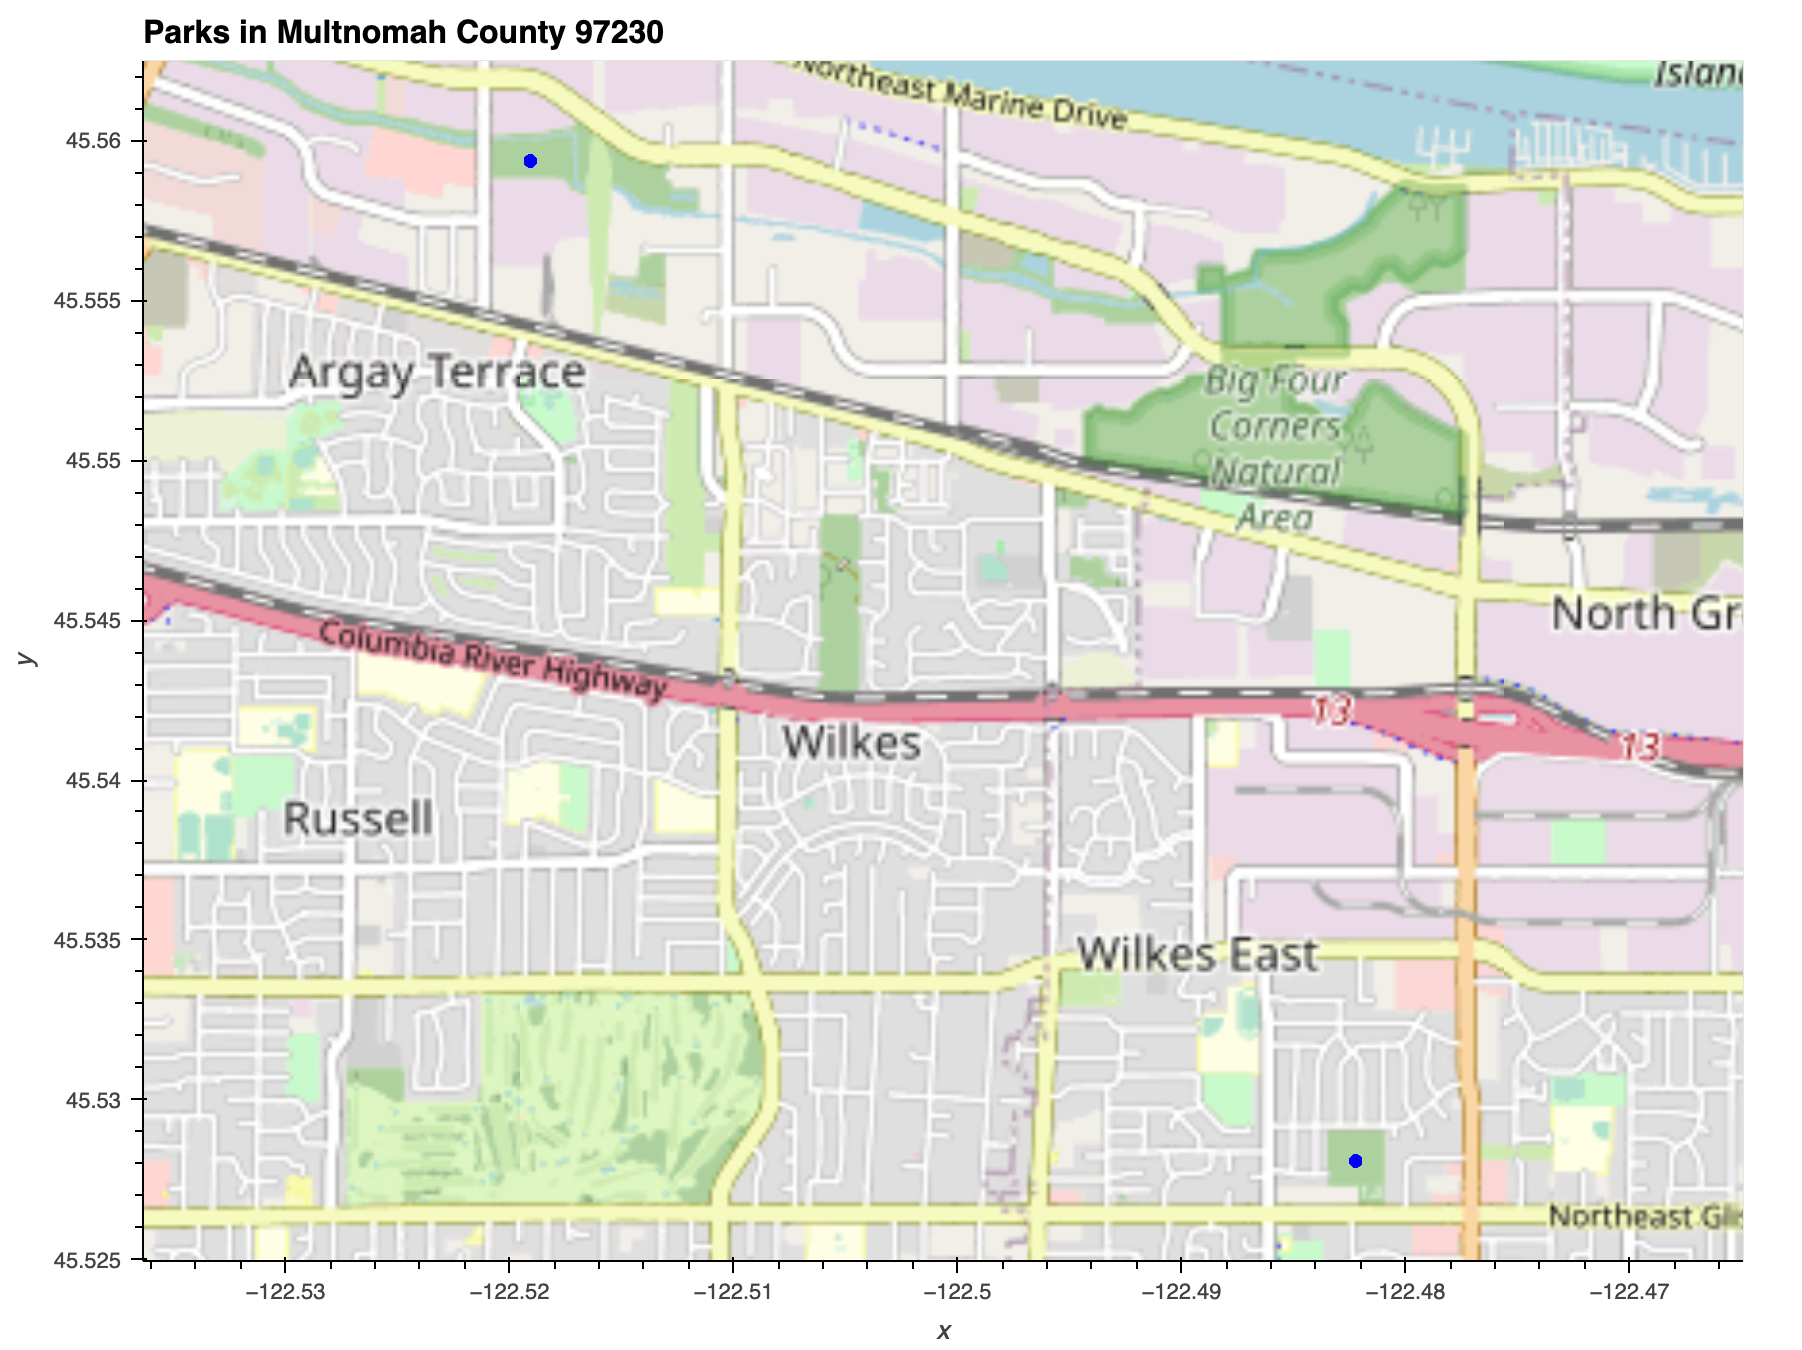 Parks in Multnomah County 97230
Northeast Marine Drive
Islan
45.56
45.555
Argay Terrace
Big Four
Corners
Natural
Area
45.55
45.545
North Gr
Columbia River Highway
13
13
Wilkes
45.54
Russell
45.535
Wilkes East
45.53
Northeast Gli
45.525
−122.53
−122.52
−122.51
−122.5
−122.49
−122.48
−122.47
x
y